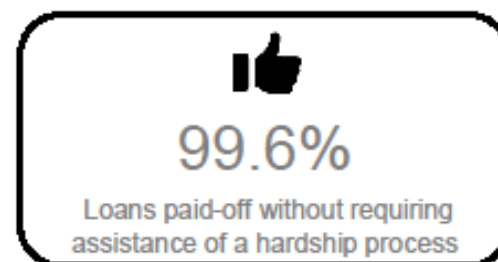 99.6%
Loans paid-off without requiring
assistance of a hardship process